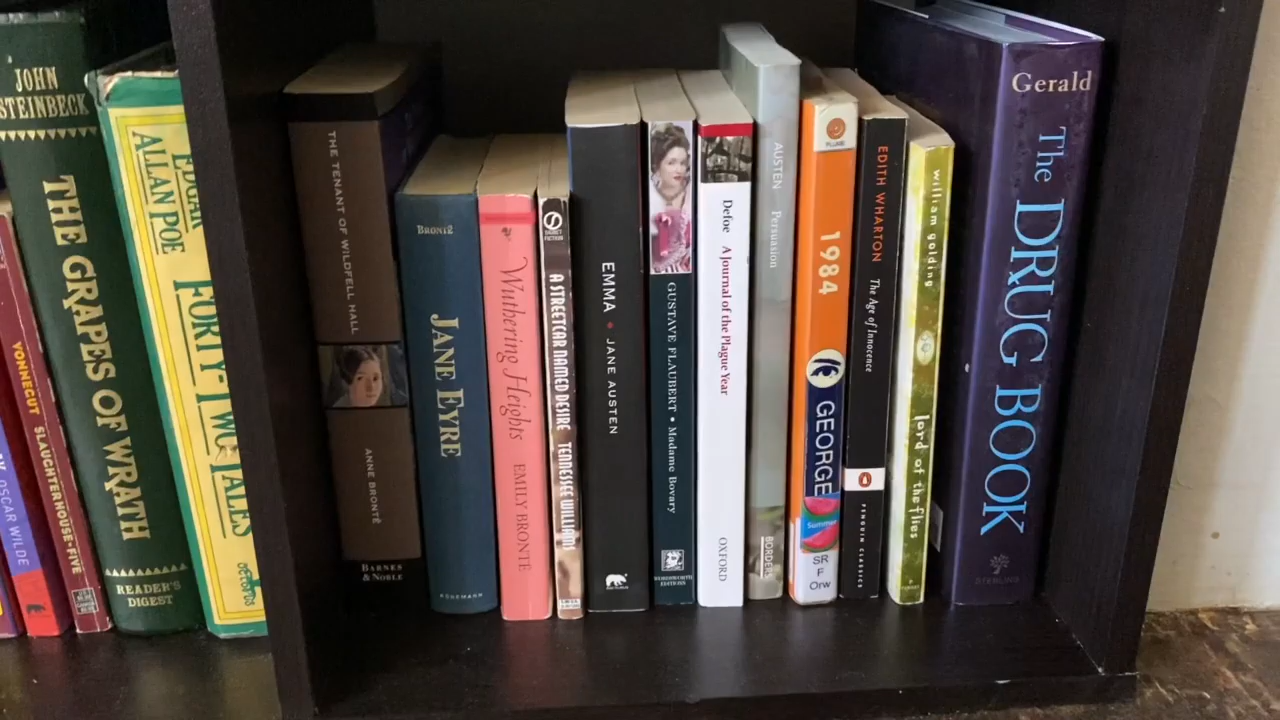 OSCAR WILDE
VONNEGUT SLAUGHTERHOUSE-FIVE
JOHN
STEINBECK
THE GRAPES OF WRATH
READER'S
DIGEST
EDGAR
ALLAN POE
FORTY-TWO TALES
octopus
THE TENANT OF WILDFELL HALL
ANNE BRONTË
BARNES
& NOBLE
BRONTË
JANE EYRE
Wuthering Heights
EMILY BRONTË
SIGNET
FICTION
A STREETCAR NAMED DESIRE TENNESSEE WILLIAMS
EMMA • JANE AUSTEN
GUSTAVE FLAUBERT • Madame Bovary
WORDSWORTH
EDITIONS
Defoe A Journal of the Plague Year
OXFORD
AUSTEN Persuasion
BORDERS
PLUME
1984
GEORGE
Summer
SR
F
Orw
EDITH WHARTON The Age of Innocence
PENGUIN CLASSICS
william golding
lord of the flies
Gerald
The DRUG BOOK
STERLING